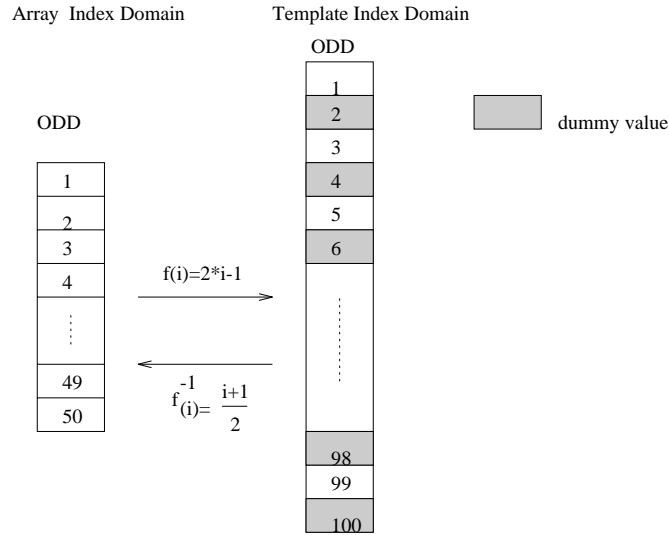 Array Index Domain
Template Index Domain
ODD
1
2
3
4
5
6
98
99
100
dummy value
ODD
1
2
3
4
49
50
f(i)=2*i-1
-1
f(i)= i+1
2